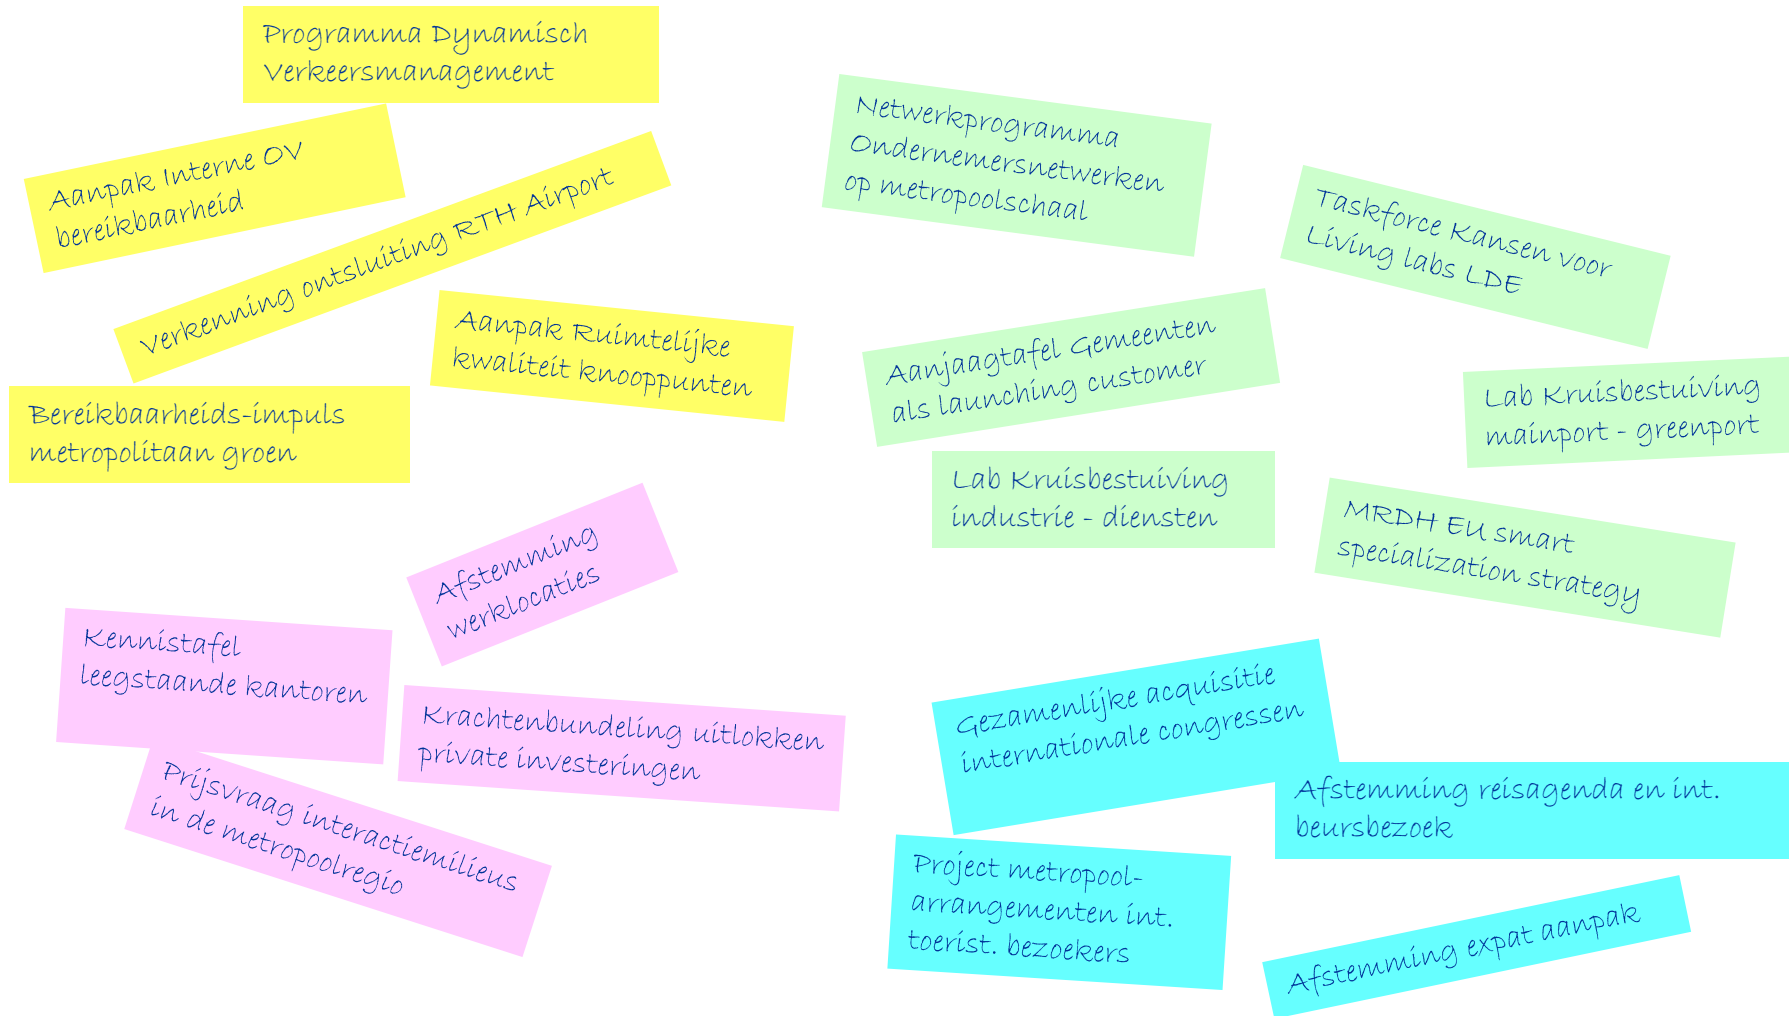 Programma Dynamisch
Verkeersmanagement
Aanpak Interne OV
bereikbaarheid
Verkenning ontsluiting RTH Airport
Aanpak Ruimtelijke
kwaliteit knooppunten
Bereikbaarheids-impuls
metropolitaan groen
Netwerkprogramma
Ondernemersnetwerken
op metropoolschaal
Taskforce Kansen voor
Living labs LDE
Aanjaagtafel Gemeenten
als launching customer
Lab Kruisbestuiving
mainport - greenport
Lab Kruisbestuiving
industrie - diensten
MRDH EU smart
specialization strategy
Afstemming
werklocaties
Kennistafel
leegstaande kantoren
Krachtenbundeling uitlokken
private investeringen
Prijsvraag interactiemilieus
in de metropoolregio
Gezamenlijke acquisitie
internationale congressen
Afstemming reisagenda en int.
beursbezoek
Project metropool-
arrangementen int.
toerist. bezoekers
Afstemming expat aanpak